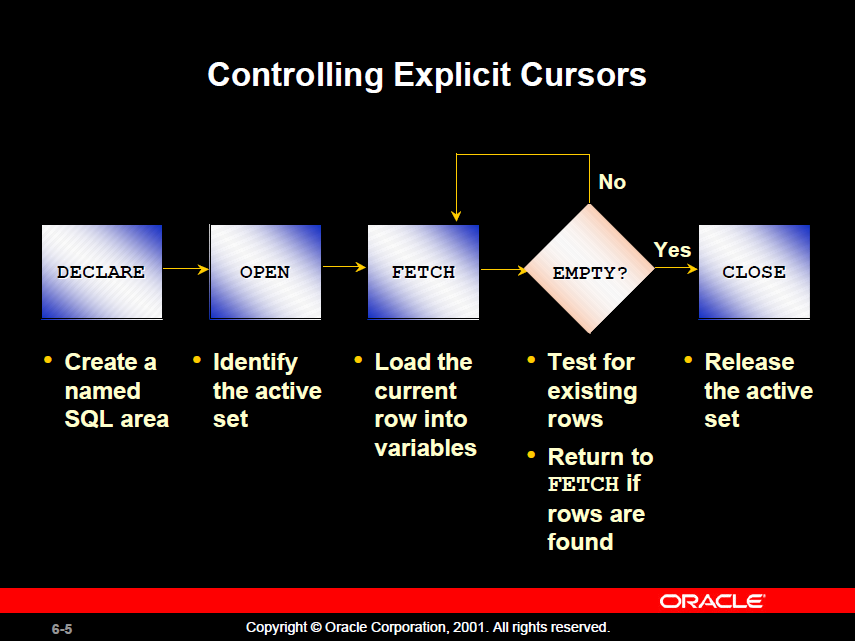 Controlling Explicit Cursors
No
Yes
DECLARE
OPEN
FETCH
EMPTY?
CLOSE
• Create a
named
SQL area
• Identify
the active
set
• Load the
current
row into
variables
• Test for
existing
rows
• Return to
FETCH if
rows are
found
• Release
the active
set
ORACLE®
6-5
Copyright © Oracle Corporation, 2001. All rights reserved.